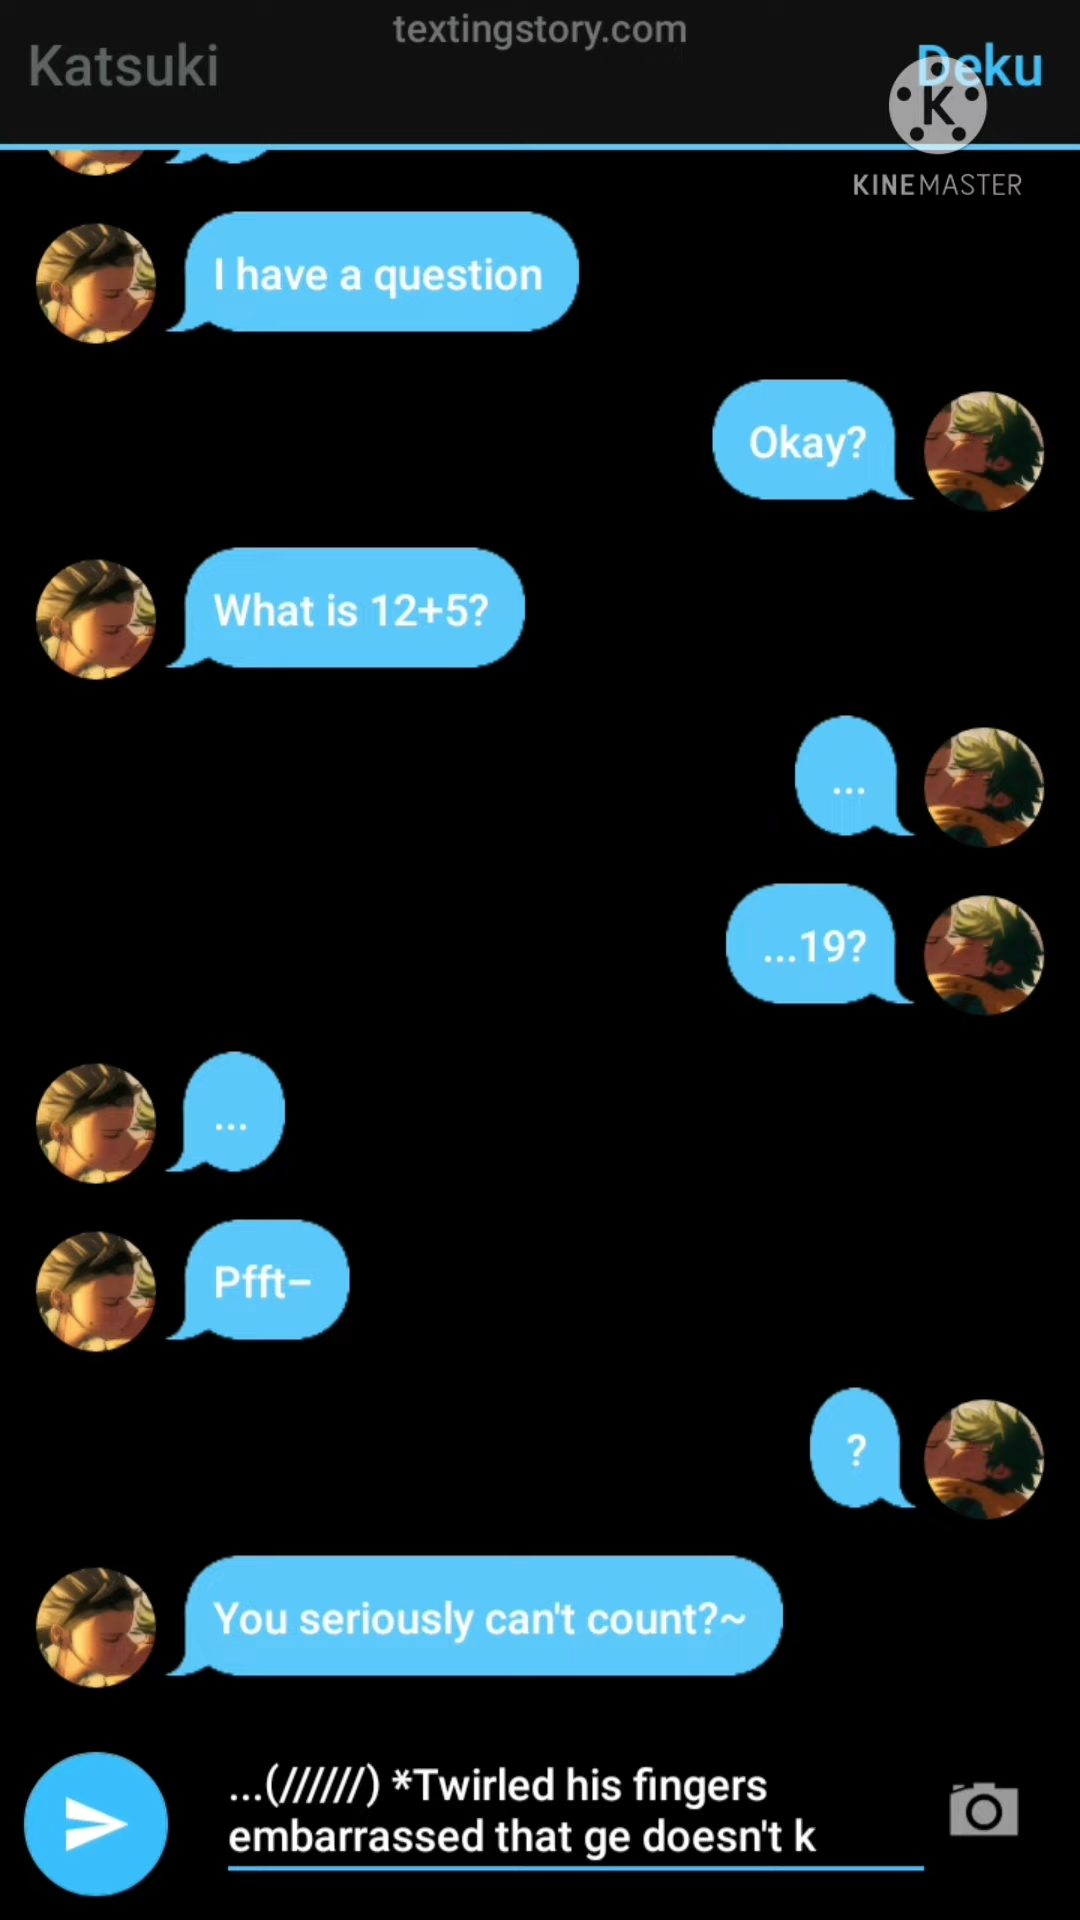 textingstory.com
Katsuki
Deku
K
KINEMASTER
I have a question
Okay?
What is 12+5?
...
...19?
...
Pfft–
?
You seriously can't count?~
...(//////) *Twirled his fingers
embarrassed that ge doesn't k